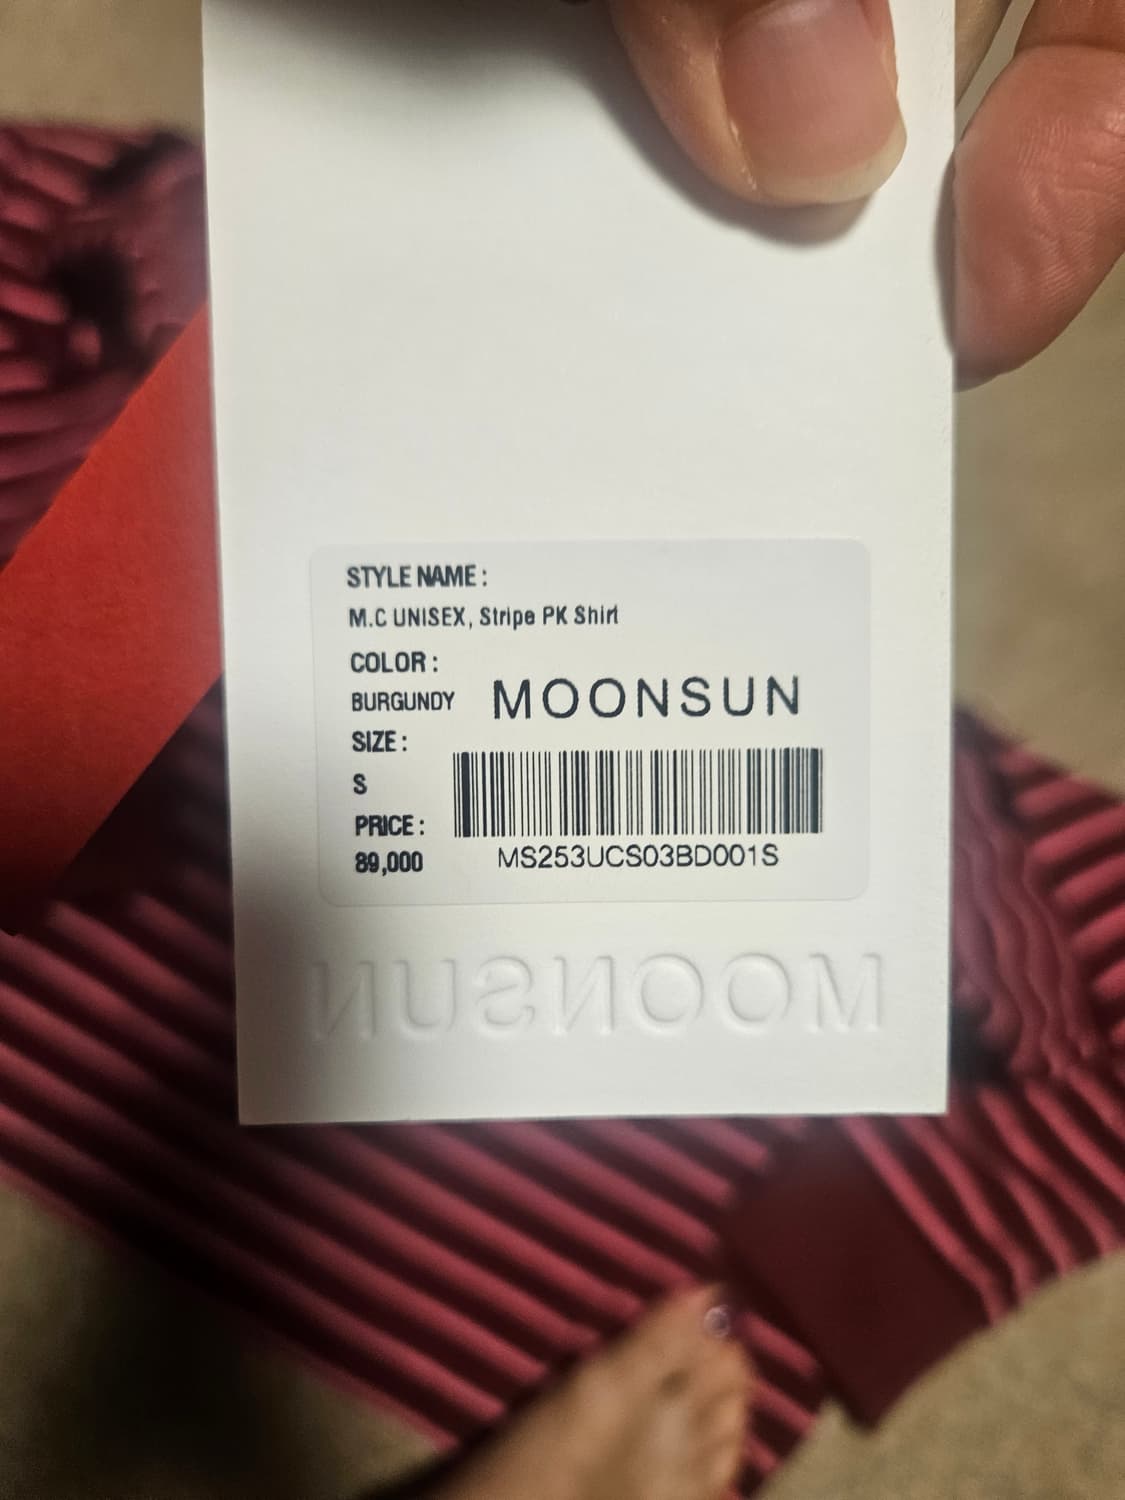 STYLE NAME :
M.C UNISEX, Stripe PK Shirt
COLOR :
BURGUNDY
MOONSUN
SIZE :
S
PRICE :
89,000
MS253UCS03BD001S
MOONSUN